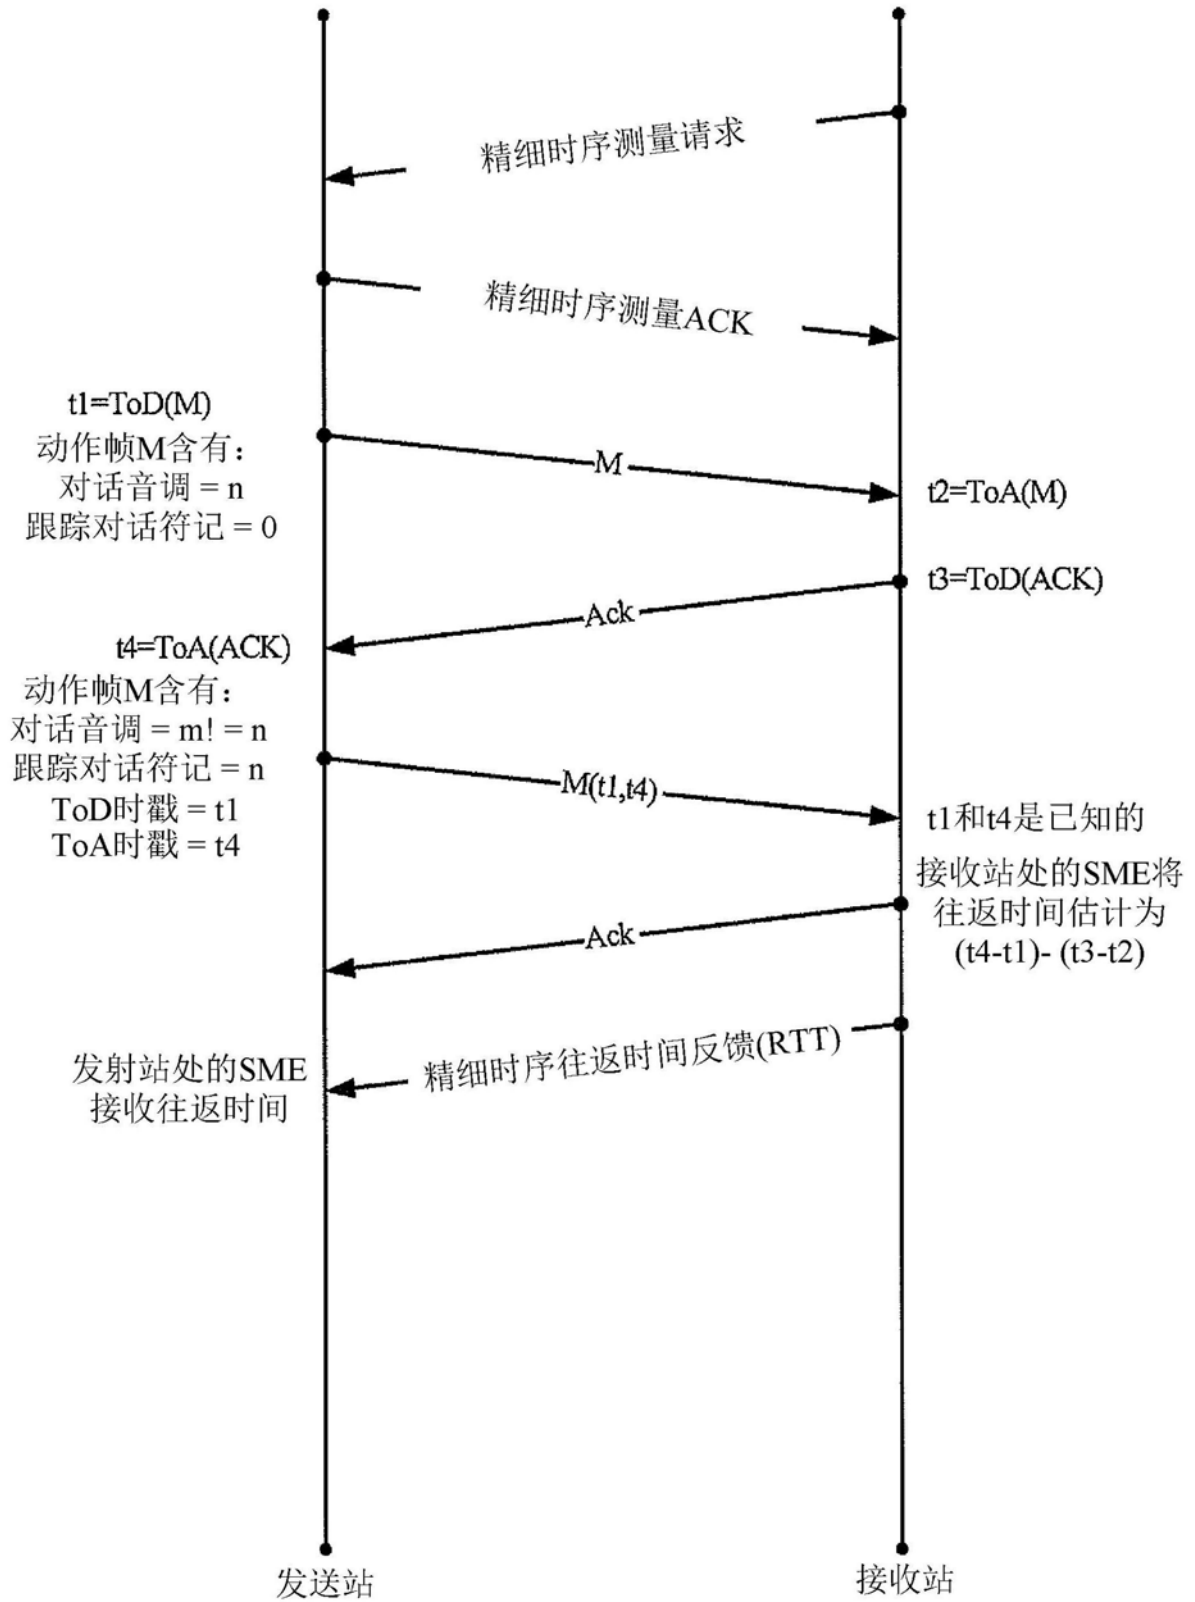 精细时序测量请求
精细时序测量ACK
t1=ToD(M)
动作帧M含有：
对话音调 = n
跟踪对话符记 = 0
M
t2=ToA(M)
t3=ToD(ACK)
Ack
t4=ToA(ACK)
动作帧M含有：
对话音调 = m! = n
跟踪对话符记 = n
ToD时戳 = t1
ToA时戳 = t4
M(t1,t4)
t1和t4是已知的
接收站处的SME将
往返时间估计为
(t4-t1)- (t3-t2)
Ack
精细时序往返时间反馈(RTT)
发射站处的SME
接收往返时间
发送站
接收站